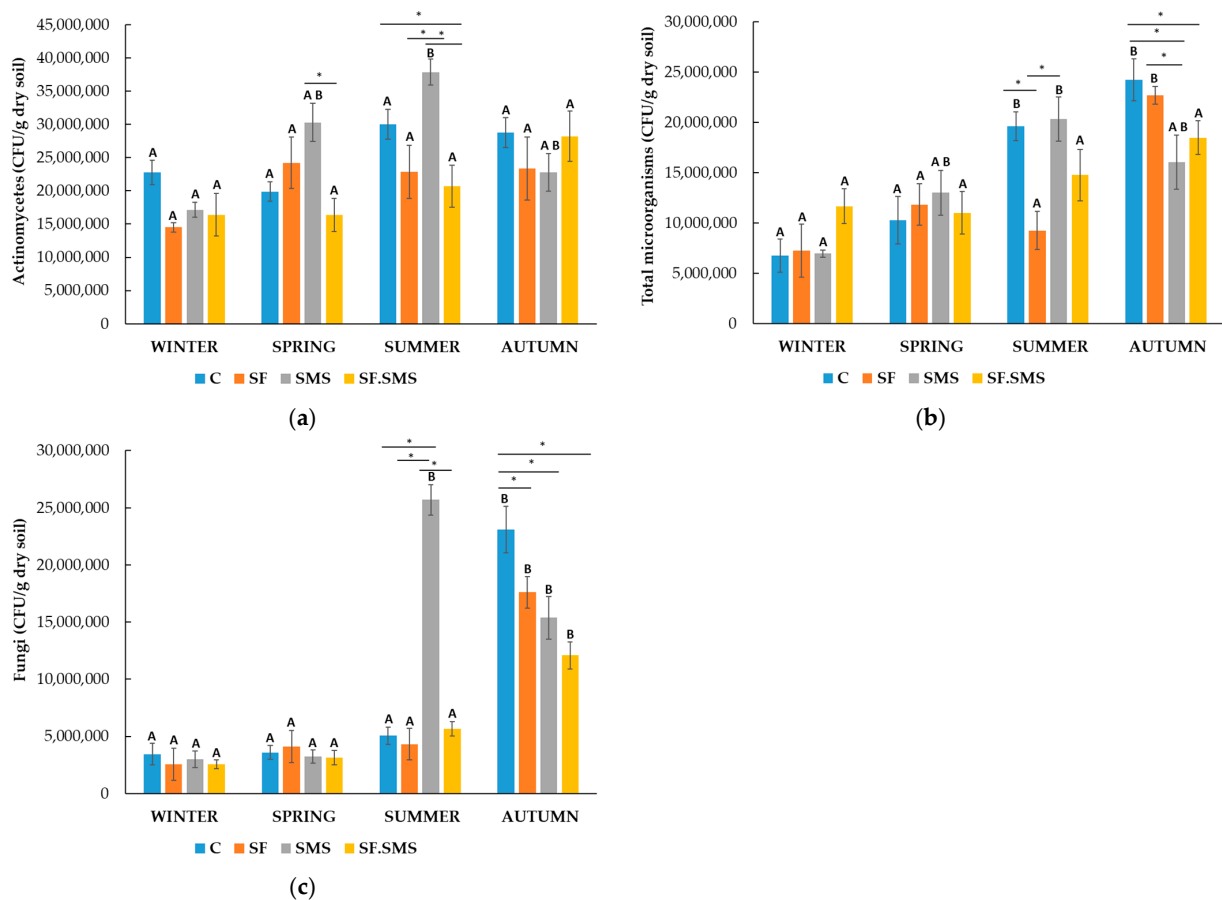 Actinomycetes (CFU/g dry soil)
45,000,000
40,000,000
35,000,000
30,000,000
25,000,000
20,000,000
15,000,000
10,000,000
5,000,000
0
*
* *
*
A A A A
A A A B A
A A B A
A A A B A
WINTER SPRING SUMMER AUTUMN
C SF SMS SF.SMS
(a)
Total microorganisms (CFU/g dry soil)
30,000,000
25,000,000
20,000,000
15,000,000
10,000,000
5,000,000
0
* *
*
*
*
A A A A
A A A B A
B A B A
B B A B A
WINTER SPRING SUMMER AUTUMN
C SF SMS SF.SMS
(b)
Fungi (CFU/g dry soil)
30,000,000
25,000,000
20,000,000
15,000,000
10,000,000
5,000,000
0
*
* *
*
*
*
A A A A
A A A A
A A B A
B B B B
WINTER SPRING SUMMER AUTUMN
C SF SMS SF.SMS
(c)